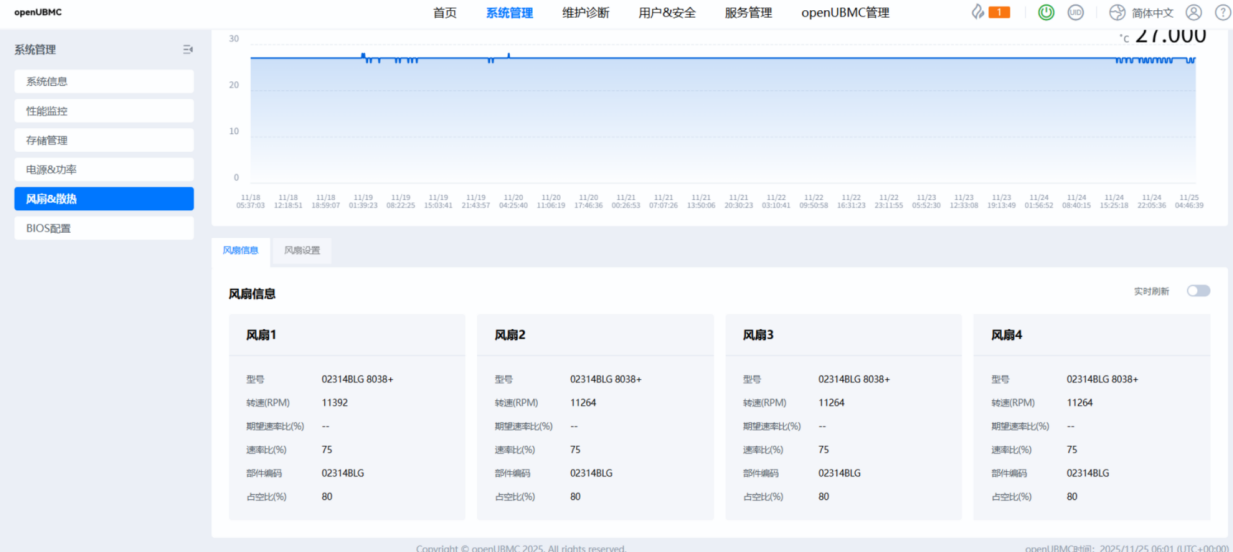 openUBMC 首页 系统管理 维护诊断 用户&安全 服务管理 openUBMC管理 1 UID 简体中文 ?
系统管理
系统信息
性能监控
存储管理
电源&功率
风扇&散热
BIOS配置
°C 27.000
30
20
10
0
11/18 11/18 11/18 11/19 11/19 11/19 11/19 11/20 11/20 11/20 11/21 11/21 11/21 11/21 11/22 11/22 11/22 11/22 11/23 11/23 11/23 11/24 11/24 11/24 11/24 11/25
05:37:03 12:18:51 18:59:07 01:39:23 08:22:25 15:03:41 21:43:57 04:25:40 11:06:19 17:46:36 00:26:53 07:07:26 13:50:06 20:30:23 03:10:41 09:50:58 16:31:23 23:11:55 05:52:30 12:33:08 19:13:49 01:56:52 08:40:15 15:25:18 22:05:36 04:46:39
风扇信息 风扇设置
风扇信息 实时刷新
风扇1
型号 02314BLG 8038+
转速(RPM) 11392
期望速率比(%) --
速率比(%) 75
部件编码 02314BLG
占空比(%) 80
风扇2
型号 02314BLG 8038+
转速(RPM) 11264
期望速率比(%) --
速率比(%) 75
部件编码 02314BLG
占空比(%) 80
风扇3
型号 02314BLG 8038+
转速(RPM) 11264
期望速率比(%) --
速率比(%) 75
部件编码 02314BLG
占空比(%) 80
风扇4
型号 02314BLG 8038+
转速(RPM) 11264
期望速率比(%) --
速率比(%) 75
部件编码 02314BLG
占空比(%) 80
Copyright © openUBMC 2025. All rights reserved. openUBMC时间: 2025/11/25 06:01 (UTC+00:00)